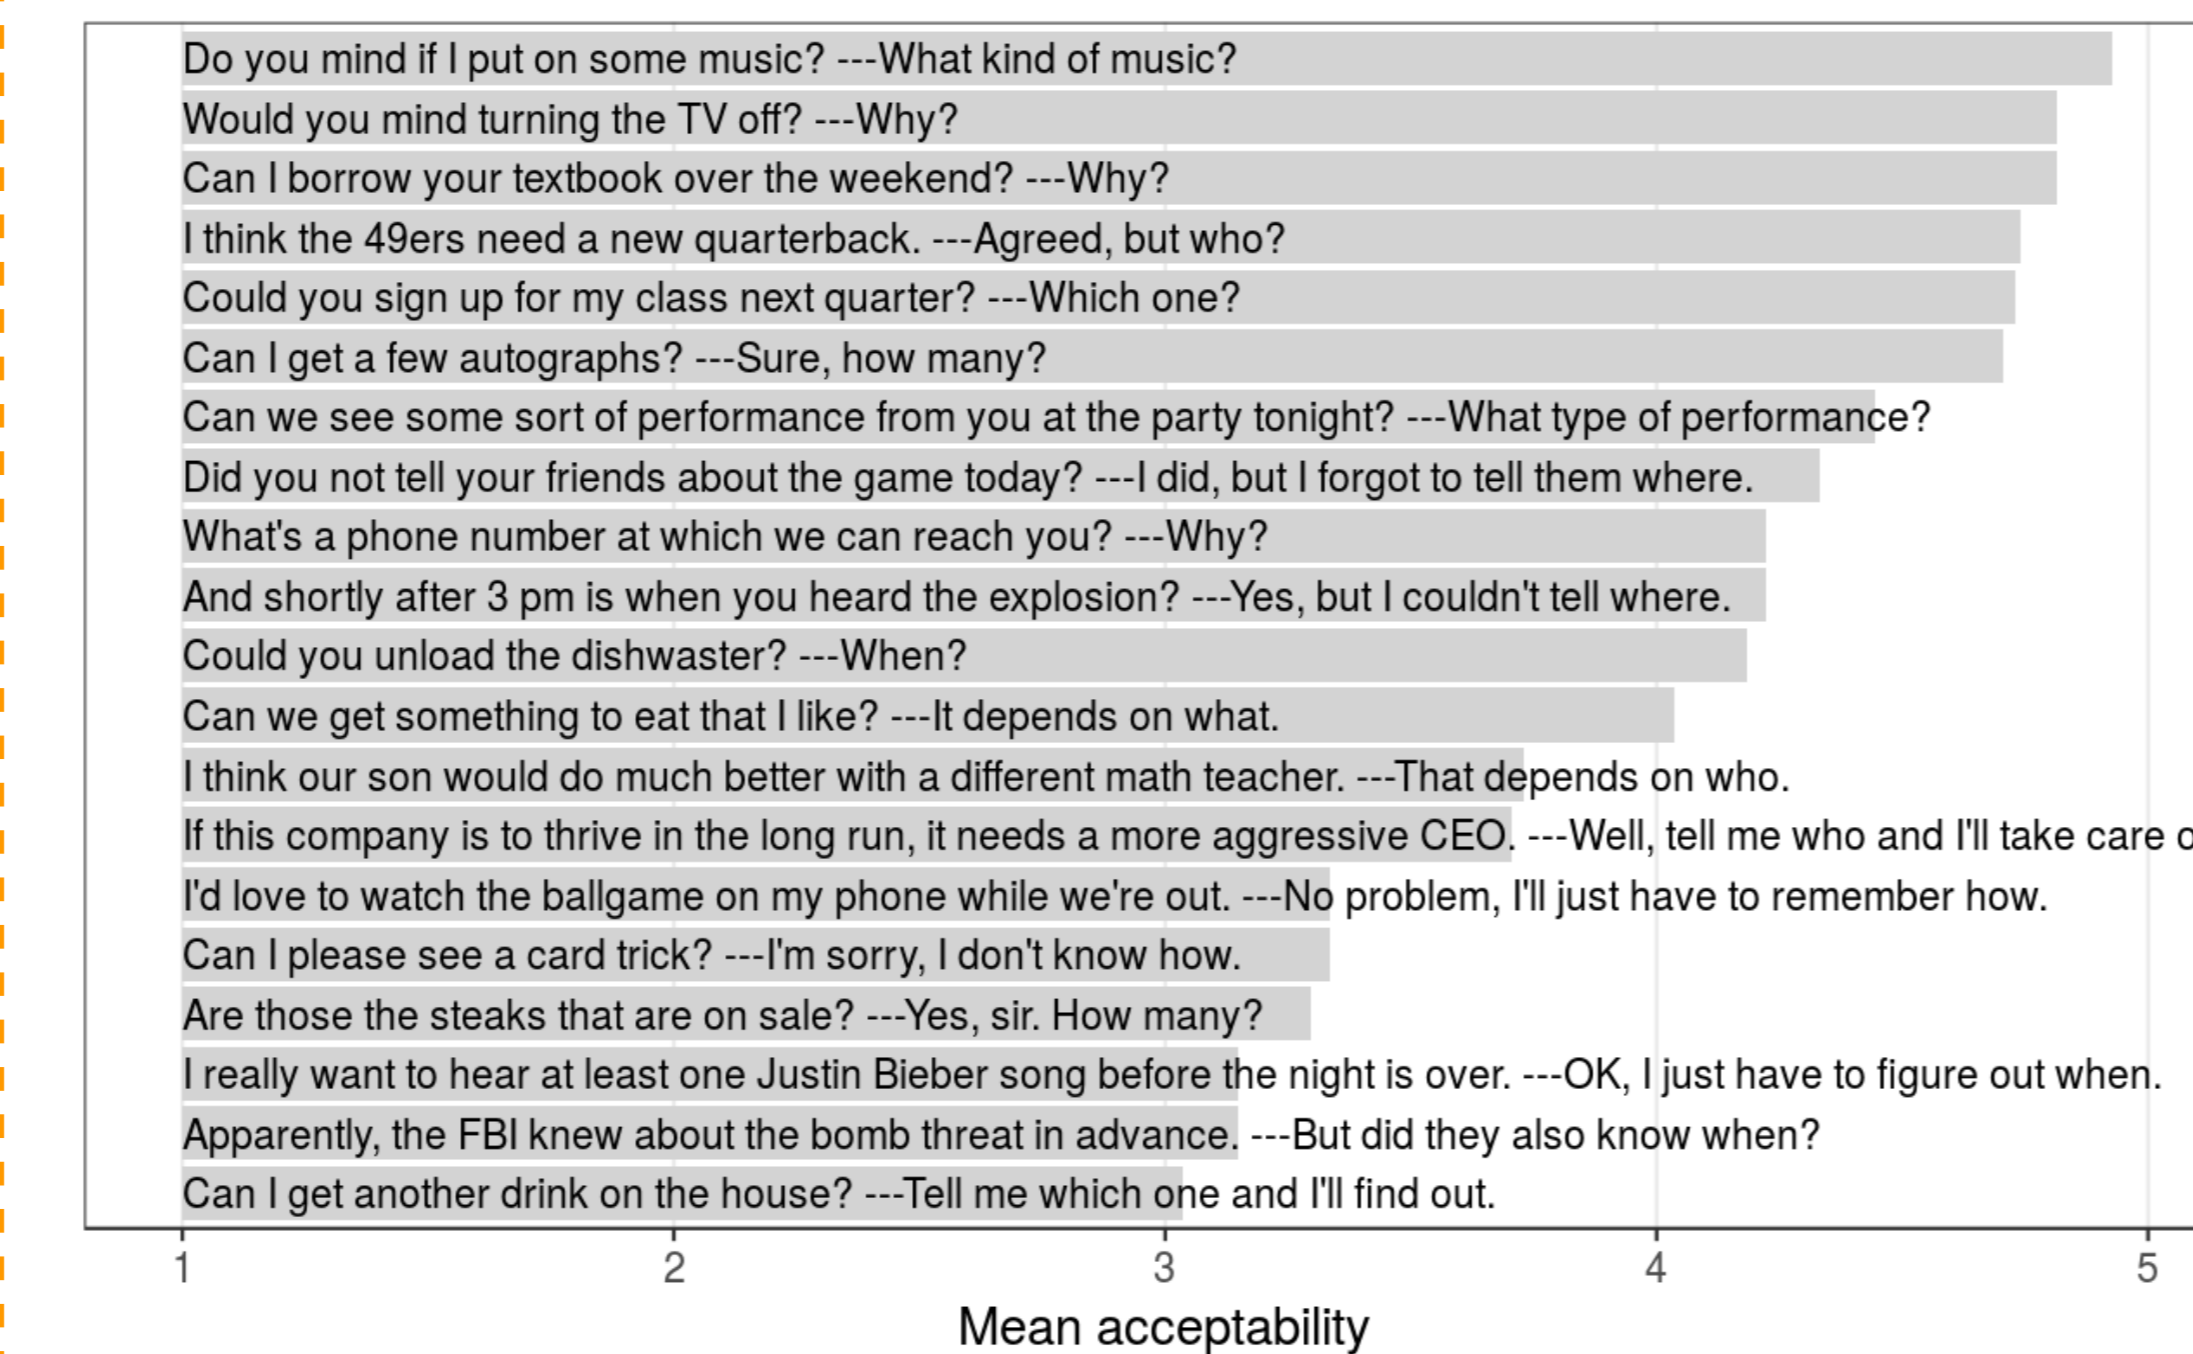 Do you mind if I put on some music? ---What kind of music?
Would you mind turning the TV off? ---Why?
Can I borrow your textbook over the weekend? ---Why?
I think the 49ers need a new quarterback. ---Agreed, but who?
Could you sign up for my class next quarter? ---Which one?
Can I get a few autographs? ---Sure, how many?
Can we see some sort of performance from you at the party tonight? ---What type of performance?
Did you not tell your friends about the game today? ---I did, but I forgot to tell them where.
What's a phone number at which we can reach you? ---Why?
And shortly after 3 pm is when you heard the explosion? ---Yes, but I couldn't tell where.
Could you unload the dishwaster? ---When?
Can we get something to eat that I like? ---It depends on what.
I think our son would do much better with a different math teacher. ---That depends on who.
If this company is to thrive in the long run, it needs a more aggressive CEO. ---Well, tell me who and I'll take care
I'd love to watch the ballgame on my phone while we're out. ---No problem, I'll just have to remember how.
Can I please see a card trick? ---I'm sorry, I don't know how.
Are those the steaks that are on sale? ---Yes, sir. How many?
I really want to hear at least one Justin Bieber song before the night is over. ---OK, I just have to figure out when.
Apparently, the FBI knew about the bomb threat in advance. ---But did they also know when?
Can I get another drink on the house? ---Tell me which one and I'll find out.
1 2 3 4 5
Mean acceptability